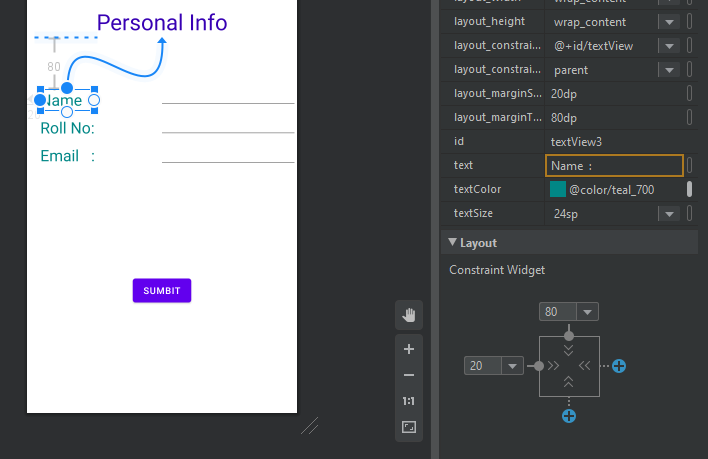 Personal Info
80
Name
Roll No:
Email :
SUMBIT
1:1
wrap_content
layout_height wrap_content
layout_constrai... @+id/textView
layout_constrai... parent
layout_marginS... 20dp
layout_marginT... 80dp
id textView3
text Name :
textColor @color/teal_700
textSize 24sp
Layout
Constraint Widget
80
20